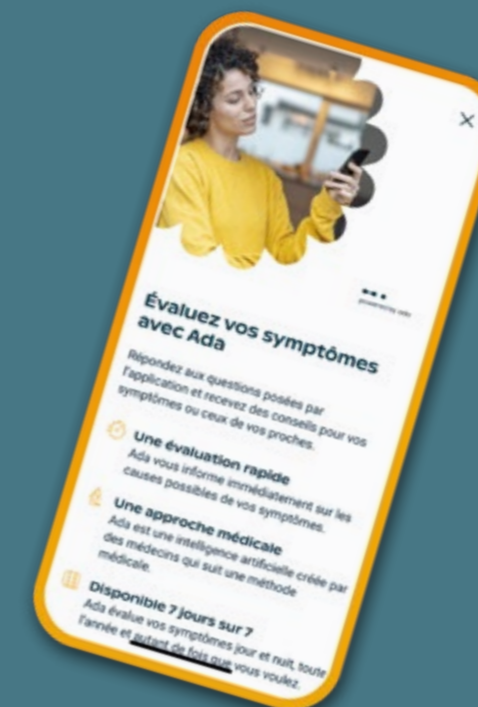 powered by ada
Évaluez vos symptômes
avec Ada
Répondez aux questions posées par
l'application et recevez des conseils pour vos
symptômes ou ceux de vos proches.
Une évaluation rapide
Ada vous informe immédiatement sur les
causes possibles de vos symptômes.
Une approche médicale
Ada est une intelligence artificielle créée par
des médecins qui suit une méthode
médicale.
Disponible 7 jours sur 7
Ada évalue vos symptômes jour et nuit, toute
l'année et autant de fois que vous voulez.